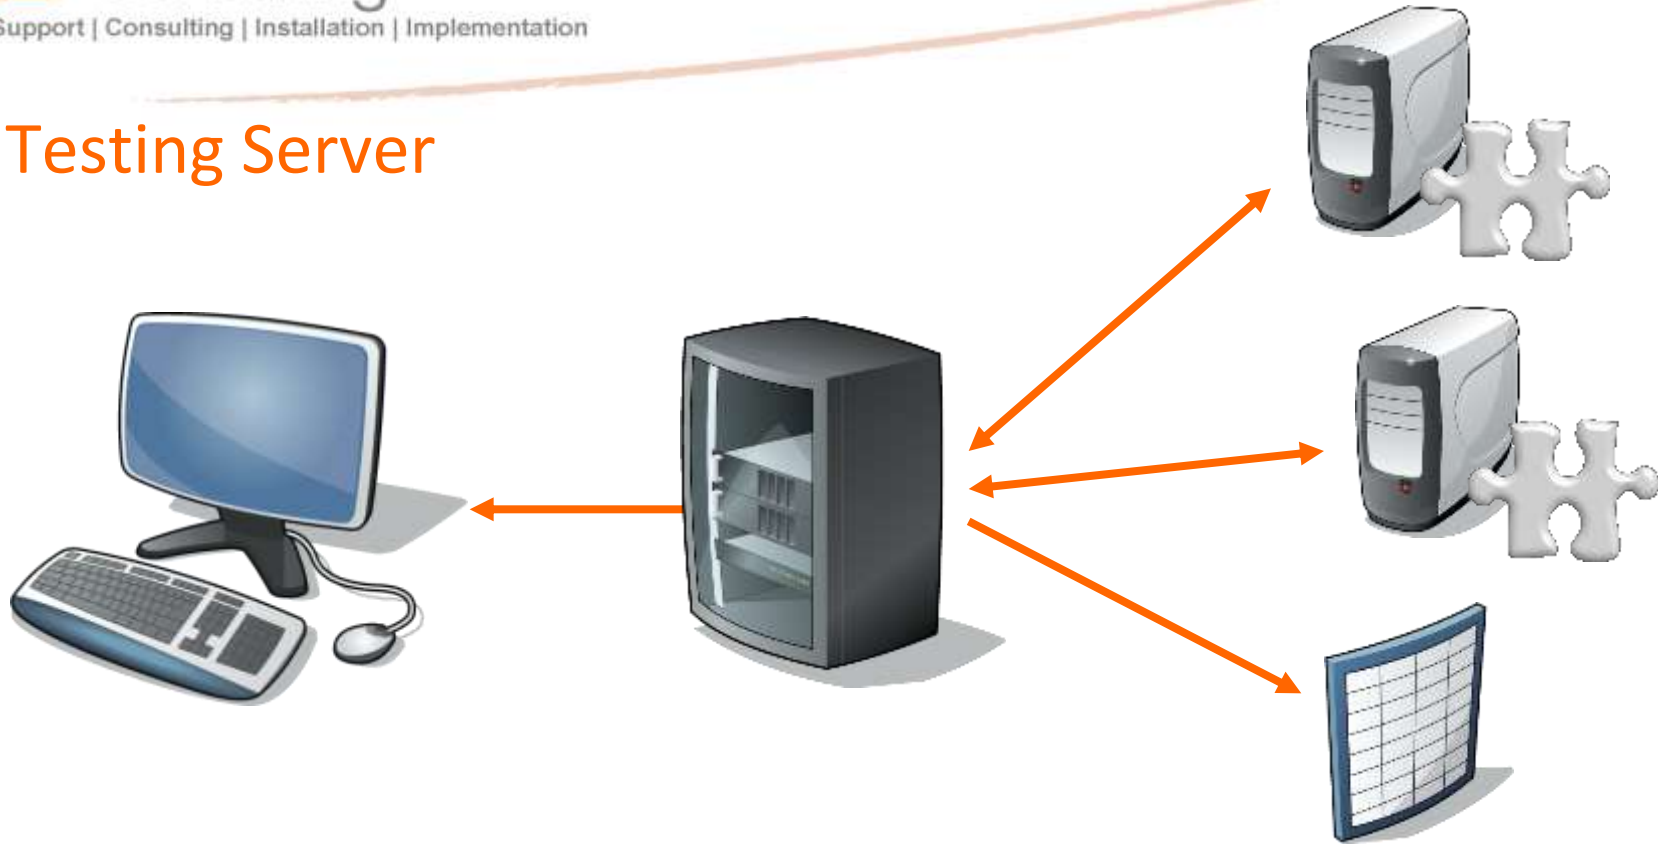 Support | Consulting | Installation | Implementation
Testing Server